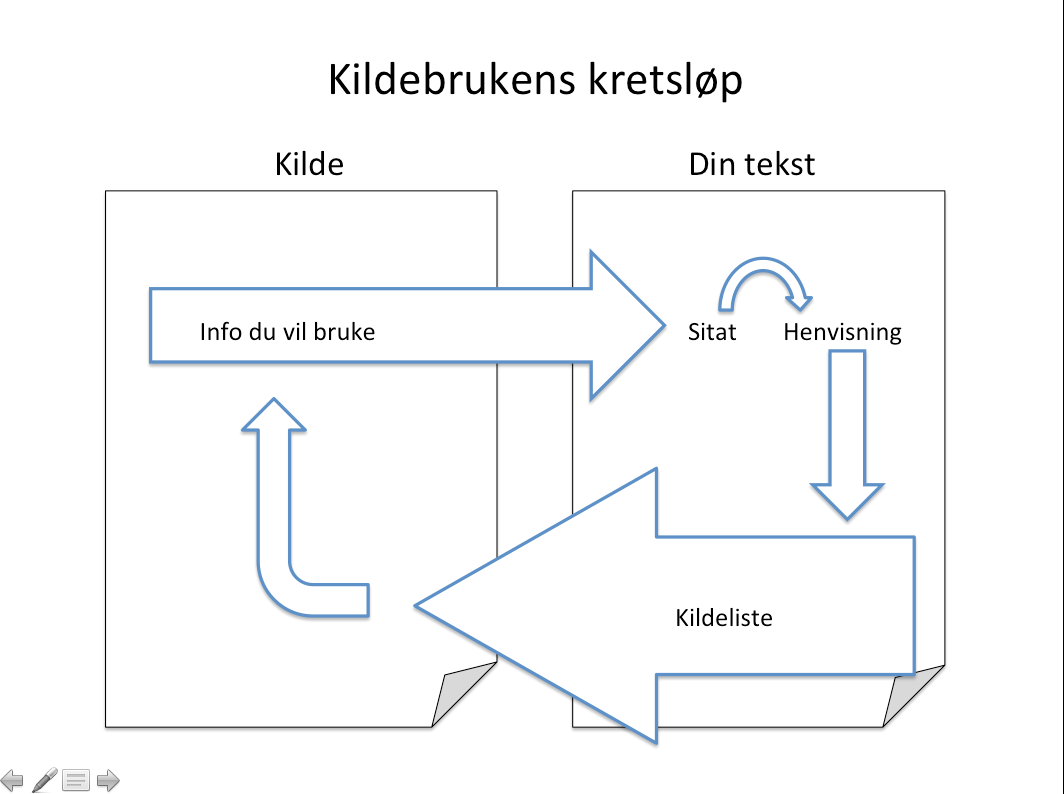 Kildebrukens kretsløp
Kilde
Din tekst
Info du vil bruke
Sitat
Henvisning
Kildeliste